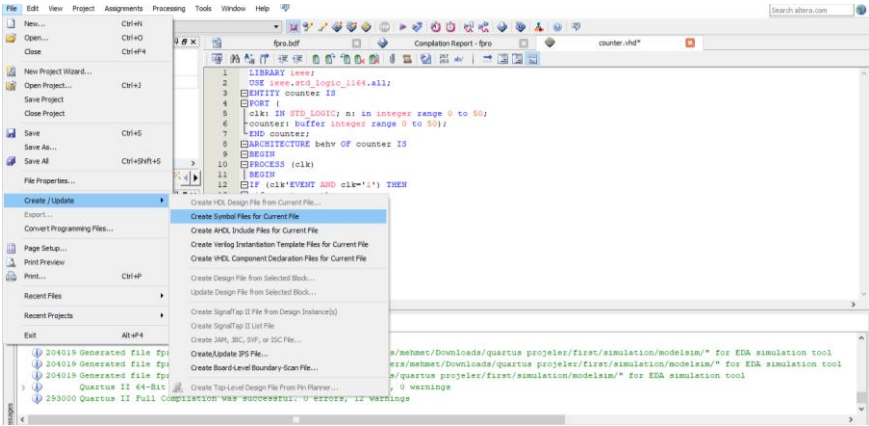 File Edit View Project Assignments Processing Tools Window Help
Search altera.com
New... Ctrl+N
Open... Ctrl+O
Close Ctrl+F4
New Project Wizard...
Open Project... Ctrl+J
Save Project
Close Project
Save Ctrl+S
Save As...
Save All Ctrl+Shift+S
File Properties...
Create / Update
Export...
Convert Programming Files...
Page Setup...
Print Preview
Print... Ctrl+P
Recent Files
Recent Projects
Exit Alt+F4
Create HDL Design File from Current File...
Create Symbol Files for Current File
Create AHDL Include Files for Current File
Create Verilog Instantiation Template Files for Current File
Create VHDL Component Declaration Files for Current File
Create Design File from Selected Block...
Update Design File from Selected Block...
Create SignalTap II File from Design Instance(s)
Create SignalTap II List File
Create JAM, JBC, SVF, or ISC File...
Create/Update IPS File...
Create Board-Level Boundary-Scan File...
Create Top-Level Design File From Pin Planner...
fpro.bdf Compilation Report - fpro counter.vhd*
1 LIBRARY ieee;
2 USE ieee.std_logic_1164.all;
3 ENTITY counter IS
4 PORT (
5 clk: IN STD_LOGIC; n: in integer range 0 to 50;
6 counter: buffer integer range 0 to 50);
7 END counter;
8 ARCHITECTURE behv OF counter IS
9 BEGIN
10 PROCESS (clk)
11 BEGIN
12 IF (clk'EVENT AND clk='1') THEN
204019 Generated file fp s/mehmet/Downloads/quartus projeler/first/simulation/modelsim/" for EDA simulation tool
204019 Generated file fp ers/mehmet/Downloads/quartus projeler/first/simulation/modelsim/" for EDA simulation tool
204019 Generated file fp s/quartus projeler/first/simulation/modelsim/" for EDA simulation tool
Quartus II 64-Bit , 0 warnings
293000 Quartus II Full Compilation was successful. 0 errors, 12 warnings